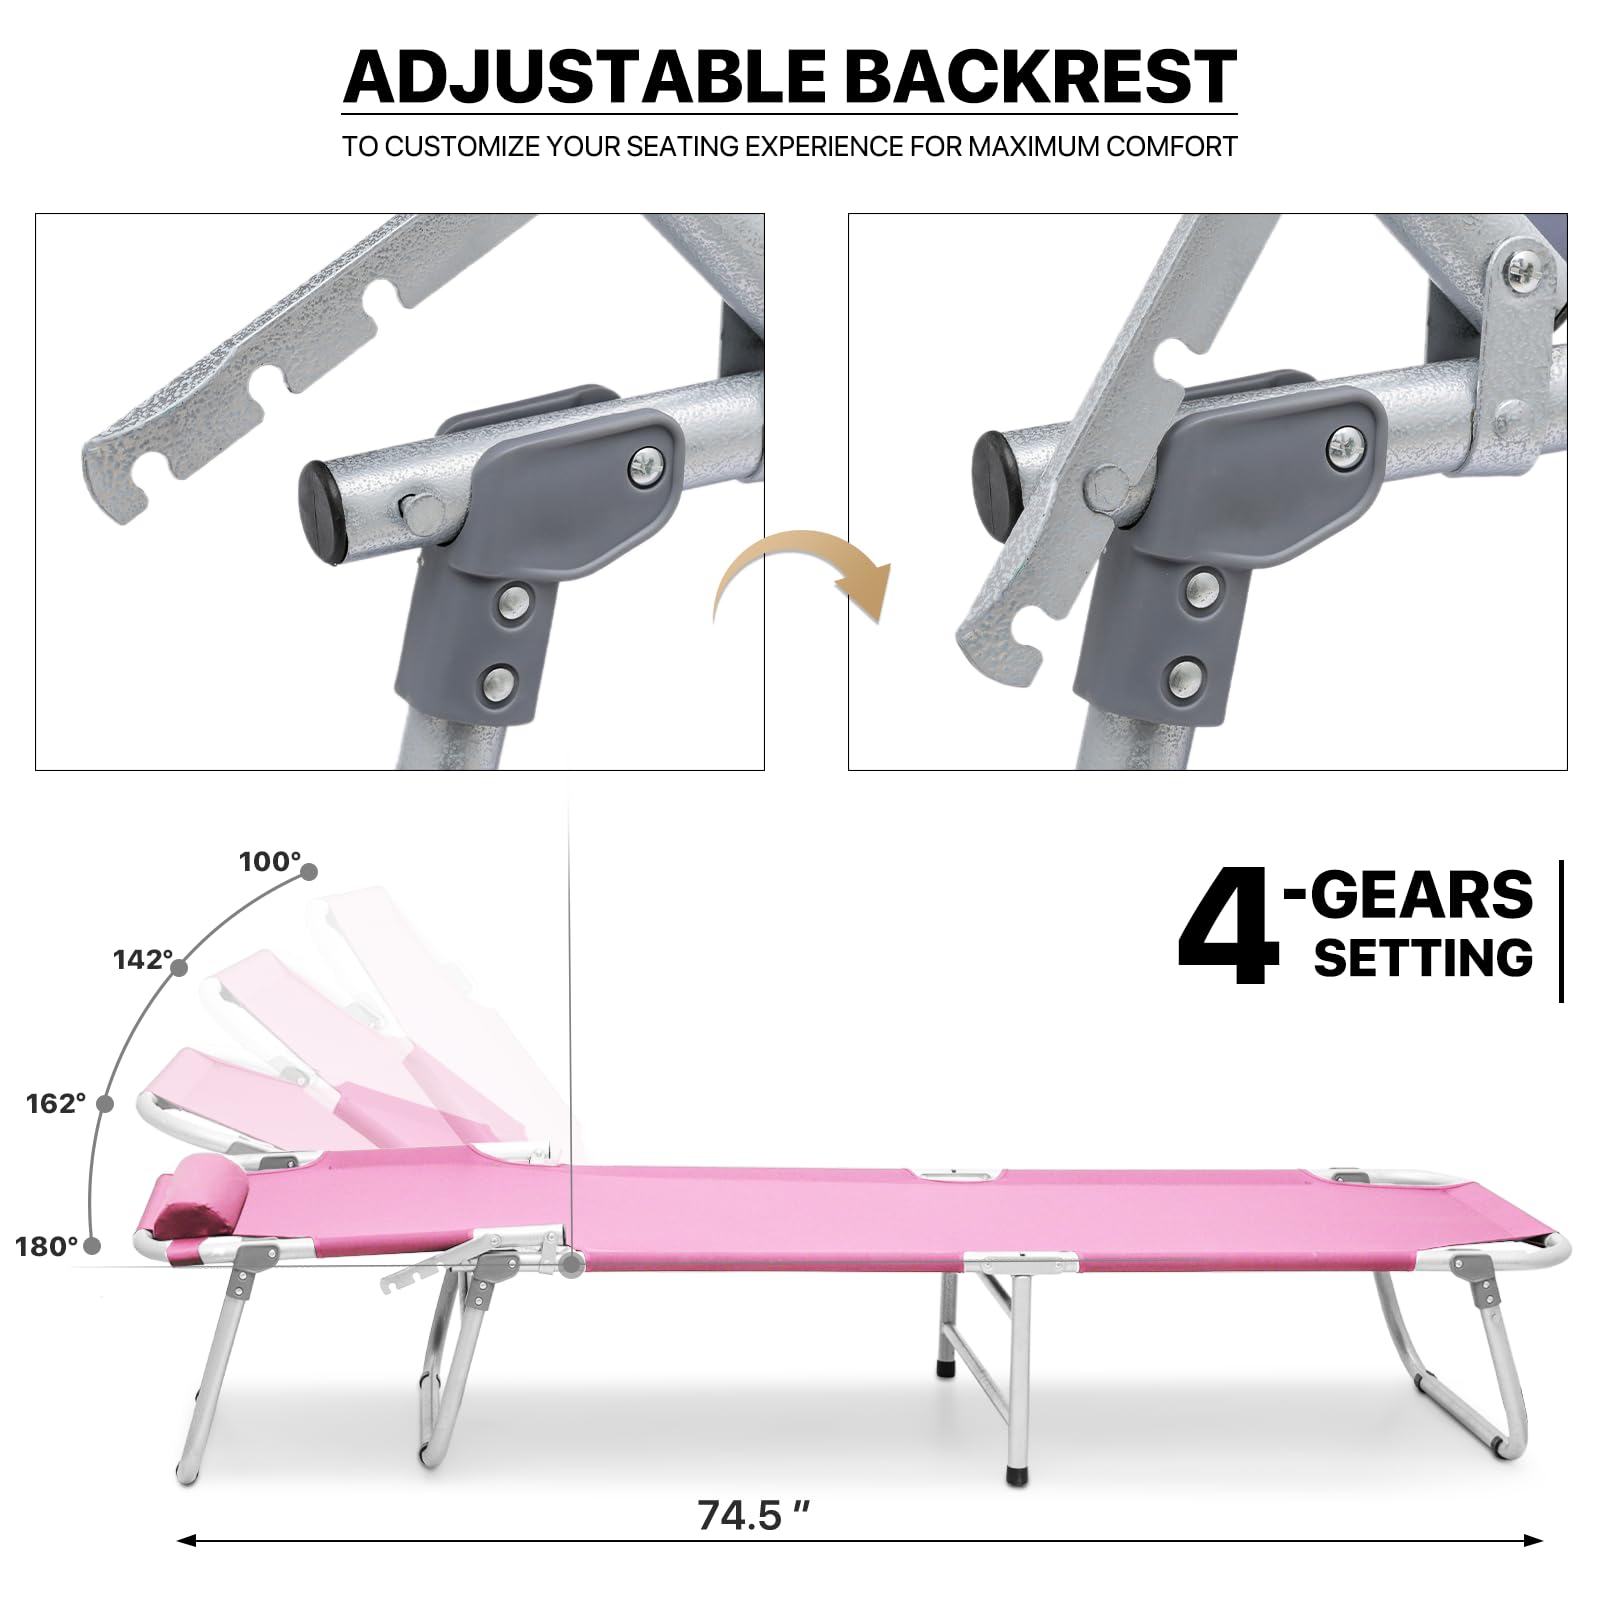 ADJUSTABLE BACKREST
TO CUSTOMIZE YOUR SEATING EXPERIENCE FOR MAXIMUM COMFORT
100°
142°
162°
180°
4-GEARS
SETTING
74.5 "